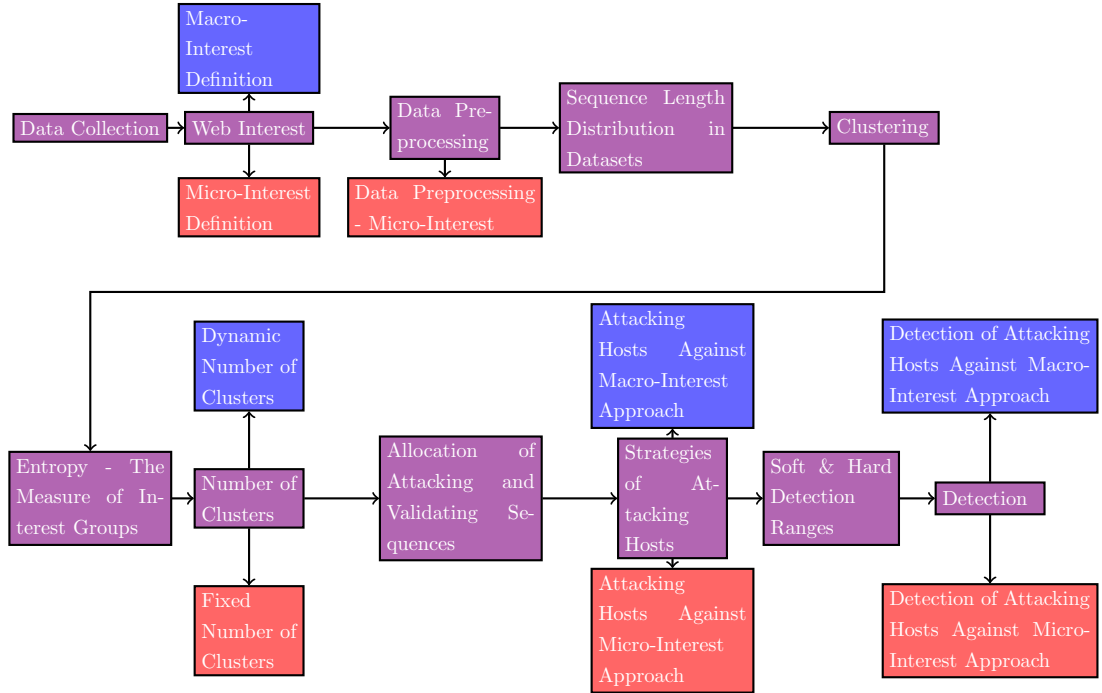 Macro-
Interest
Definition
Data Collection
Web Interest
Data Pre-
processing
Sequence Length
Distribution in
Datasets
Clustering
Micro-Interest
Definition
Data Preprocessing
- Micro-Interest
Dynamic
Number of
Clusters
Attacking
Hosts Against
Macro-Interest
Approach
Detection of Attacking
Hosts Against Macro-
Interest Approach
Entropy - The
Measure of In-
terest Groups
Number of
Clusters
Allocation of
Attacking and
Validating Se-
quences
Strategies
of At-
tacking
Hosts
Soft & Hard
Detection
Ranges
Detection
Fixed
Number of
Clusters
Attacking
Hosts Against
Micro-Interest
Approach
Detection of Attacking
Hosts Against Micro-
Interest Approach